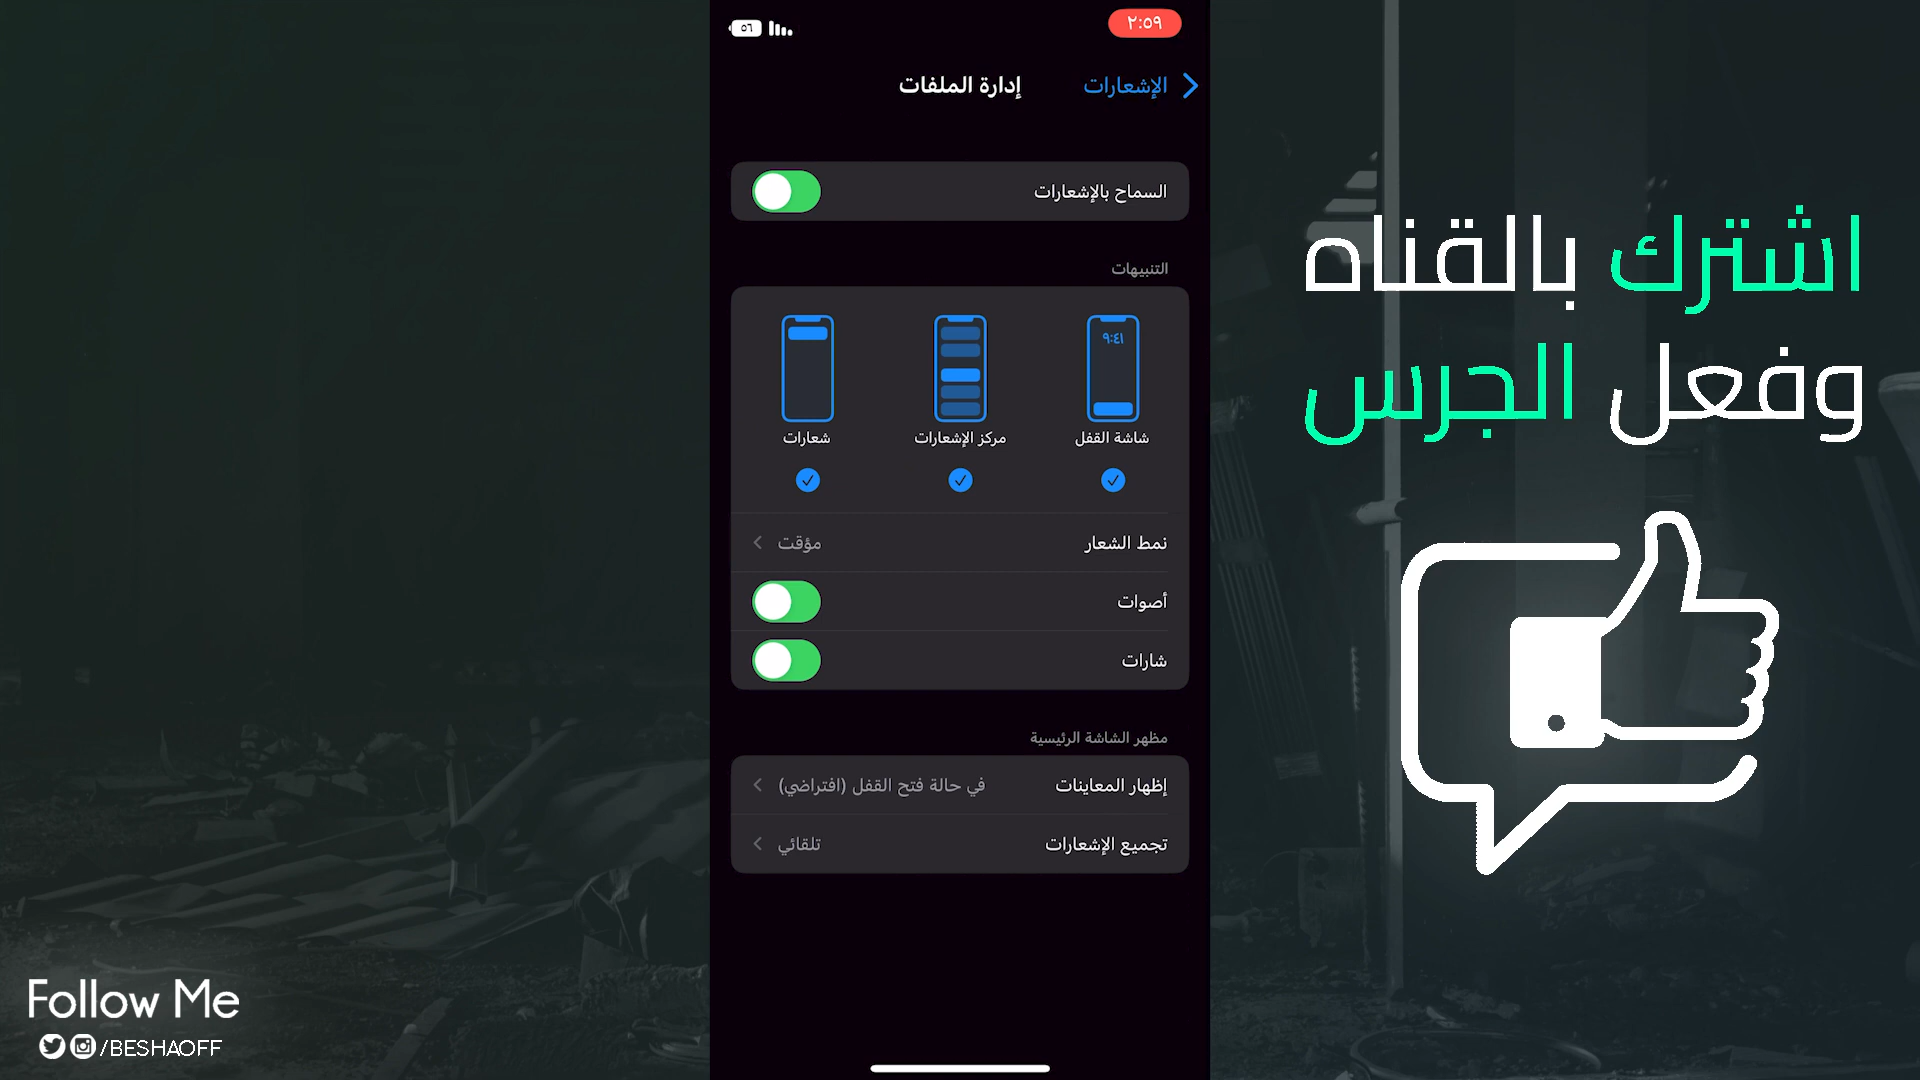 ٢:٥٩
٥٦
الإشعارات
إدارة الملفات
السماح بالإشعارات
التنبيهات
٩:٤١
شاشة القفل
مركز الإشعارات
شعارات
نمط الشعار
مؤقت
أصوات
شارات
مظهر الشاشة الرئيسية
إظهار المعاينات
في حالة فتح القفل (افتراضي)
تجميع الإشعارات
تلقائي
اشترك بالقناه
وفعل الجرس
Follow Me
/BESHAOFF